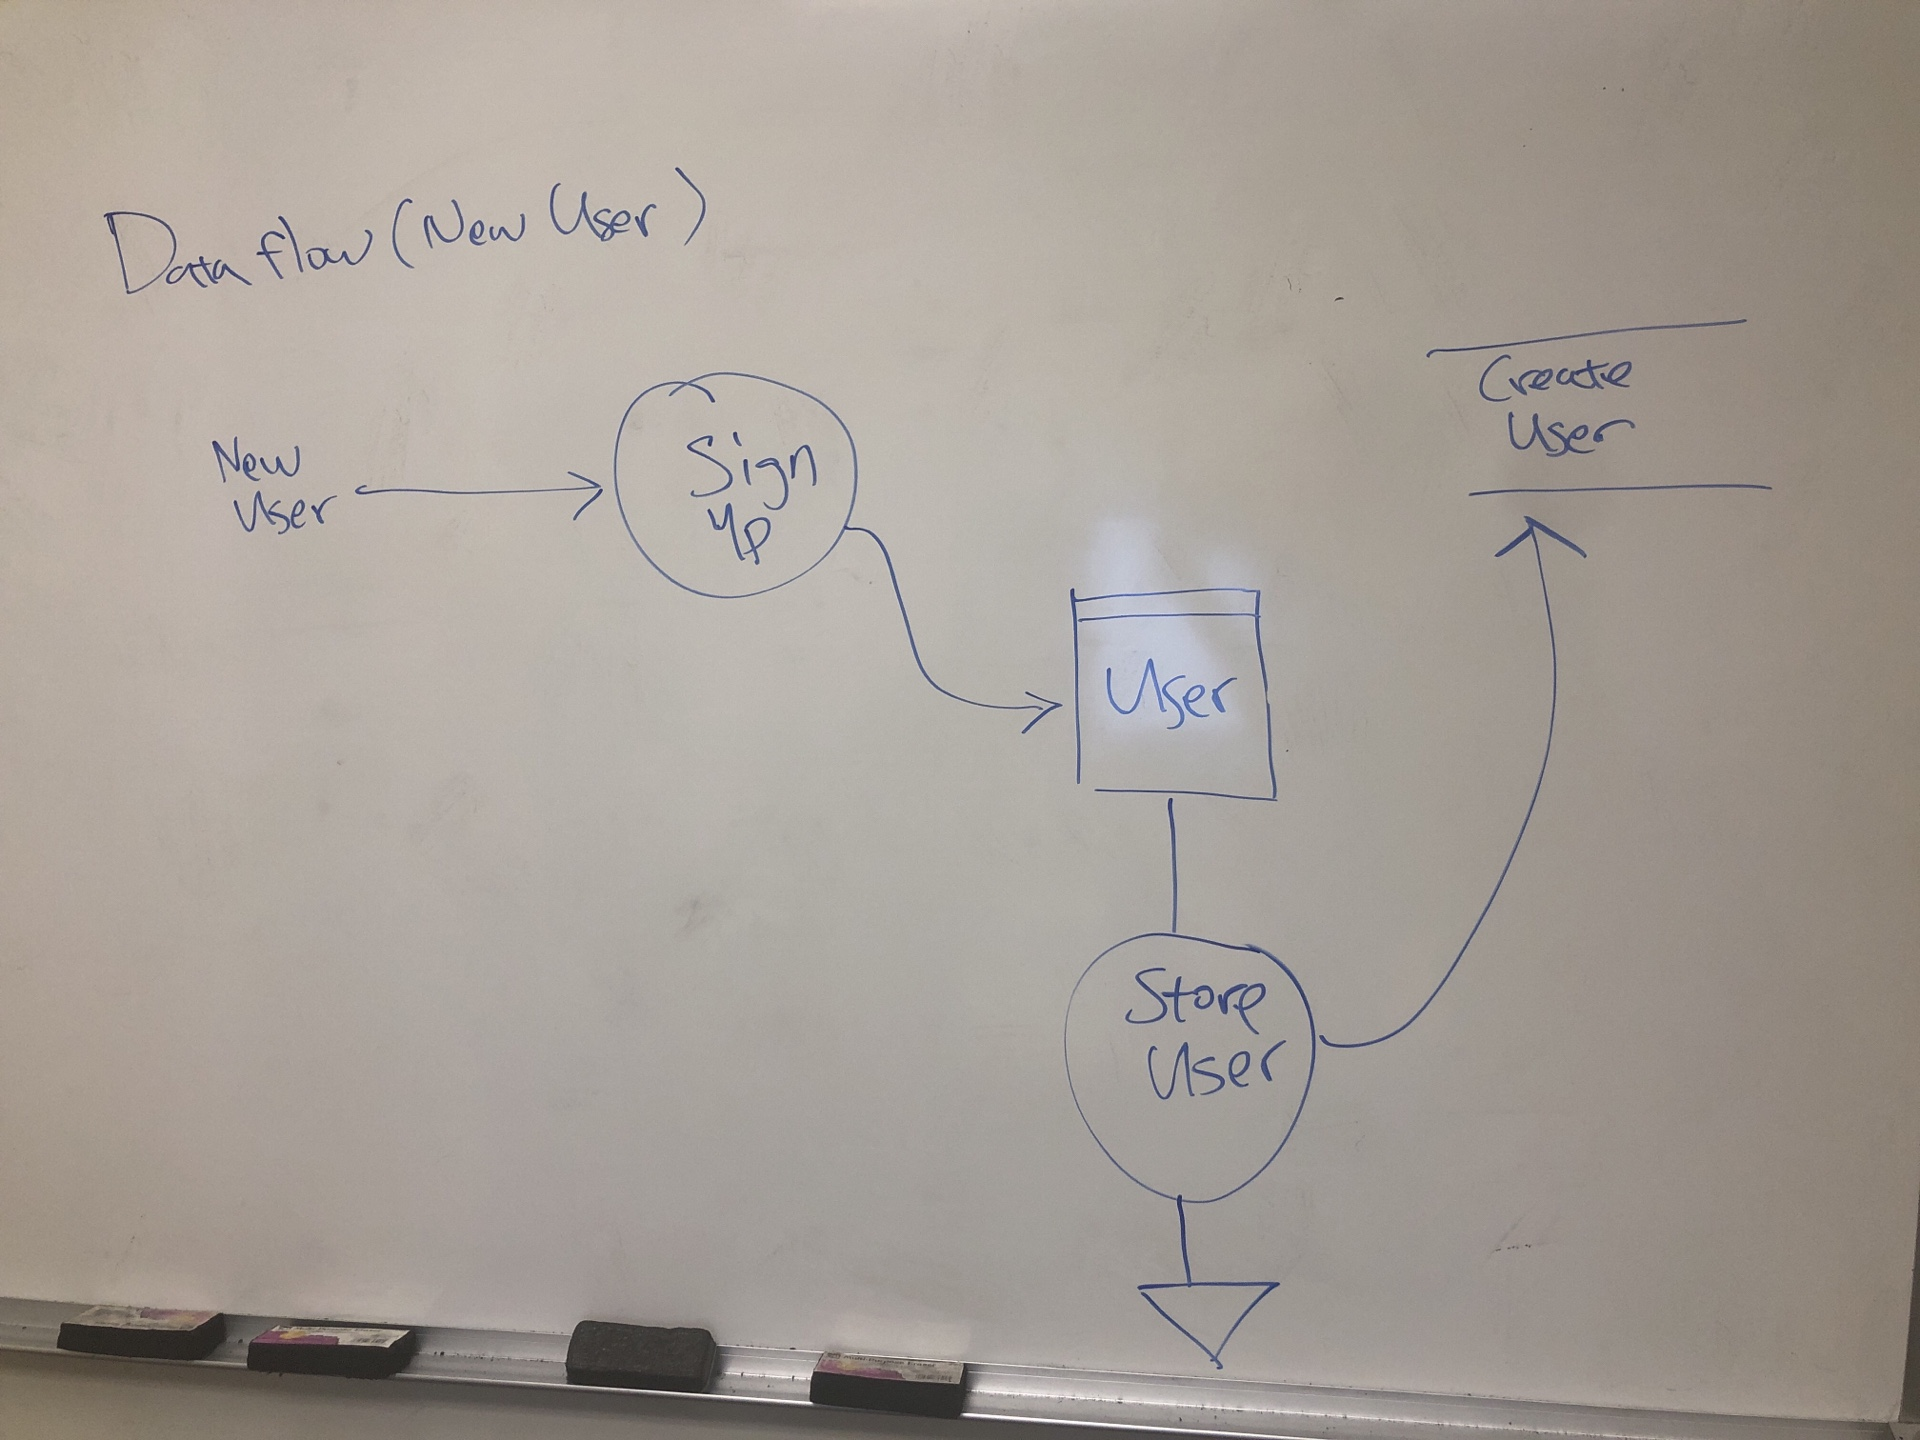 Data flow (New User)
New
User
Sign
Up
Create
User
User
Store
User